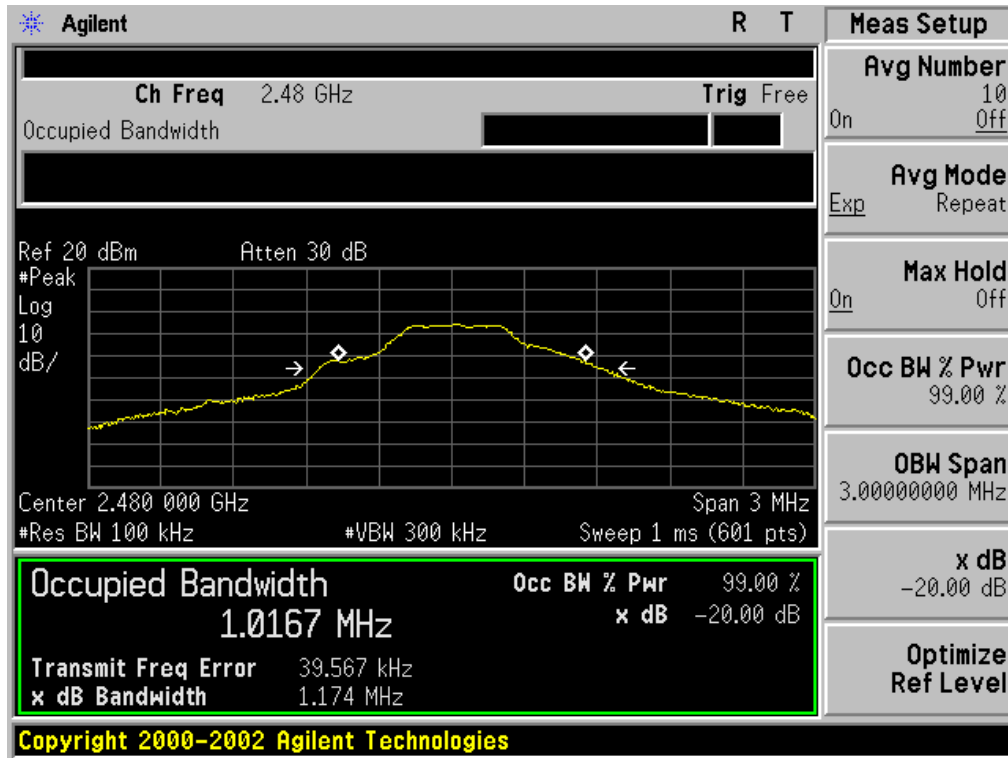 Agilent R T
Ch Freq 2.48 GHz Trig Free
Occupied Bandwidth
Ref 20 dBm Atten 30 dB
#Peak
Log
10
dB/
Center 2.480 000 GHz Span 3 MHz
#Res BW 100 kHz #VBW 300 kHz Sweep 1 ms (601 pts)
Occupied Bandwidth Occ BW % Pwr 99.00 %
1.0167 MHz x dB -20.00 dB
Transmit Freq Error 39.567 kHz
x dB Bandwidth 1.174 MHz
Copyright 2000-2002 Agilent Technologies
Meas Setup
Avg Number
10
On Off
Avg Mode
Exp Repeat
Max Hold
On Off
Occ BW % Pwr
99.00 %
OBW Span
3.00000000 MHz
x dB
-20.00 dB
Optimize
Ref Level